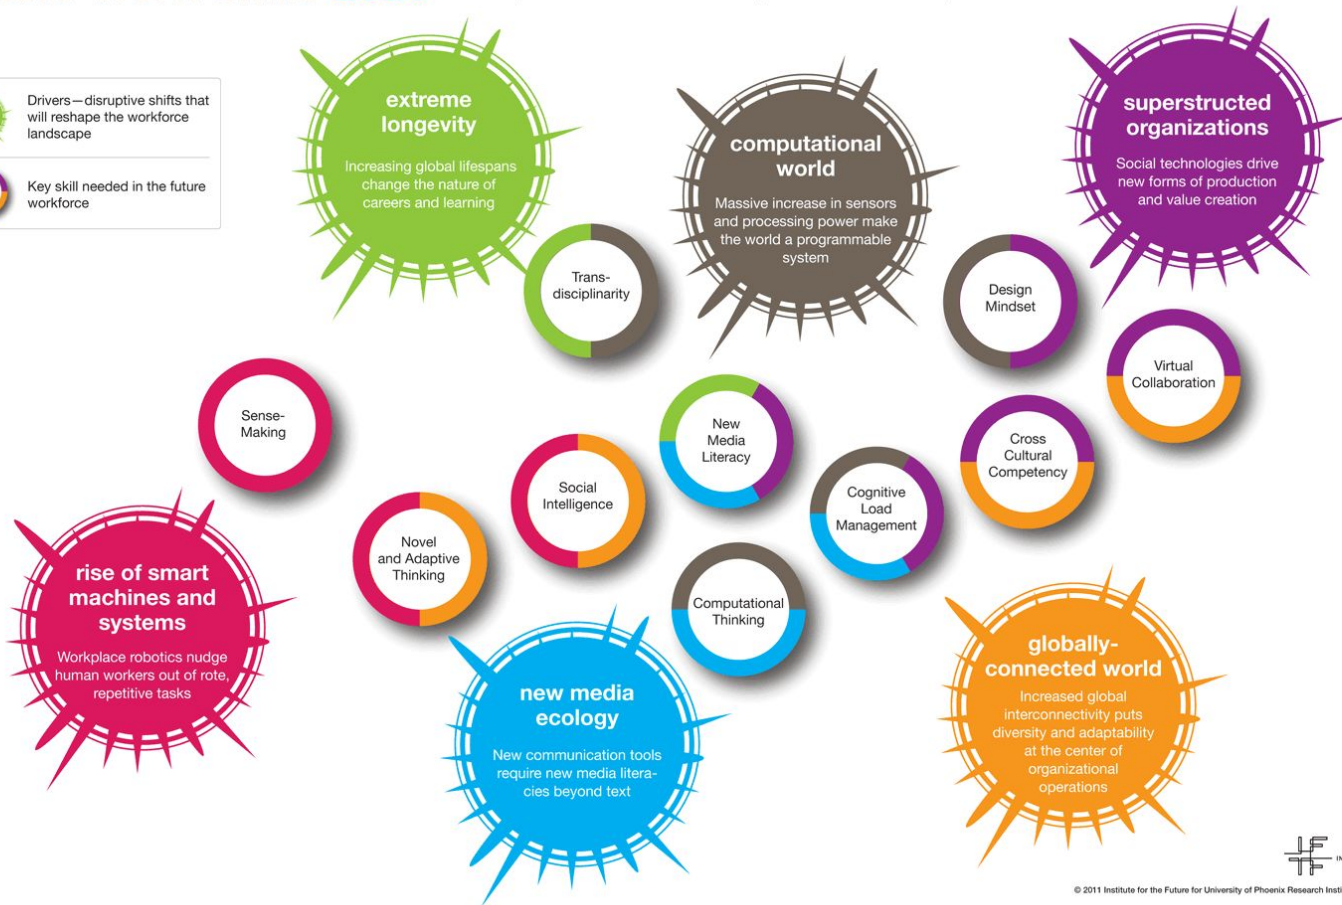 Drivers—disruptive shifts that
will reshape the workforce
landscape
Key skill needed in the future
workforce
extreme
longevity
Increasing global lifespans
change the nature of
careers and learning
computational
world
Massive increase in sensors
and processing power make
the world a programmable
system
superstructed
organizations
Social technologies drive
new forms of production
and value creation
Trans-
disciplinarity
Design
Mindset
Virtual
Collaboration
Sense-
Making
New
Media
Literacy
Cross
Cultural
Competency
Social
Intelligence
Cognitive
Load
Management
Novel
and Adaptive
Thinking
Computational
Thinking
rise of smart
machines and
systems
Workplace robotics nudge
human workers out of rote,
repetitive tasks
new media
ecology
New communication tools
require new media litera-
cies beyond text
globally-
connected world
Increased global
interconnectivity puts
diversity and adaptability
at the center of
organizational
operations
© 2011 Institute for the Future for University of Phoenix Research